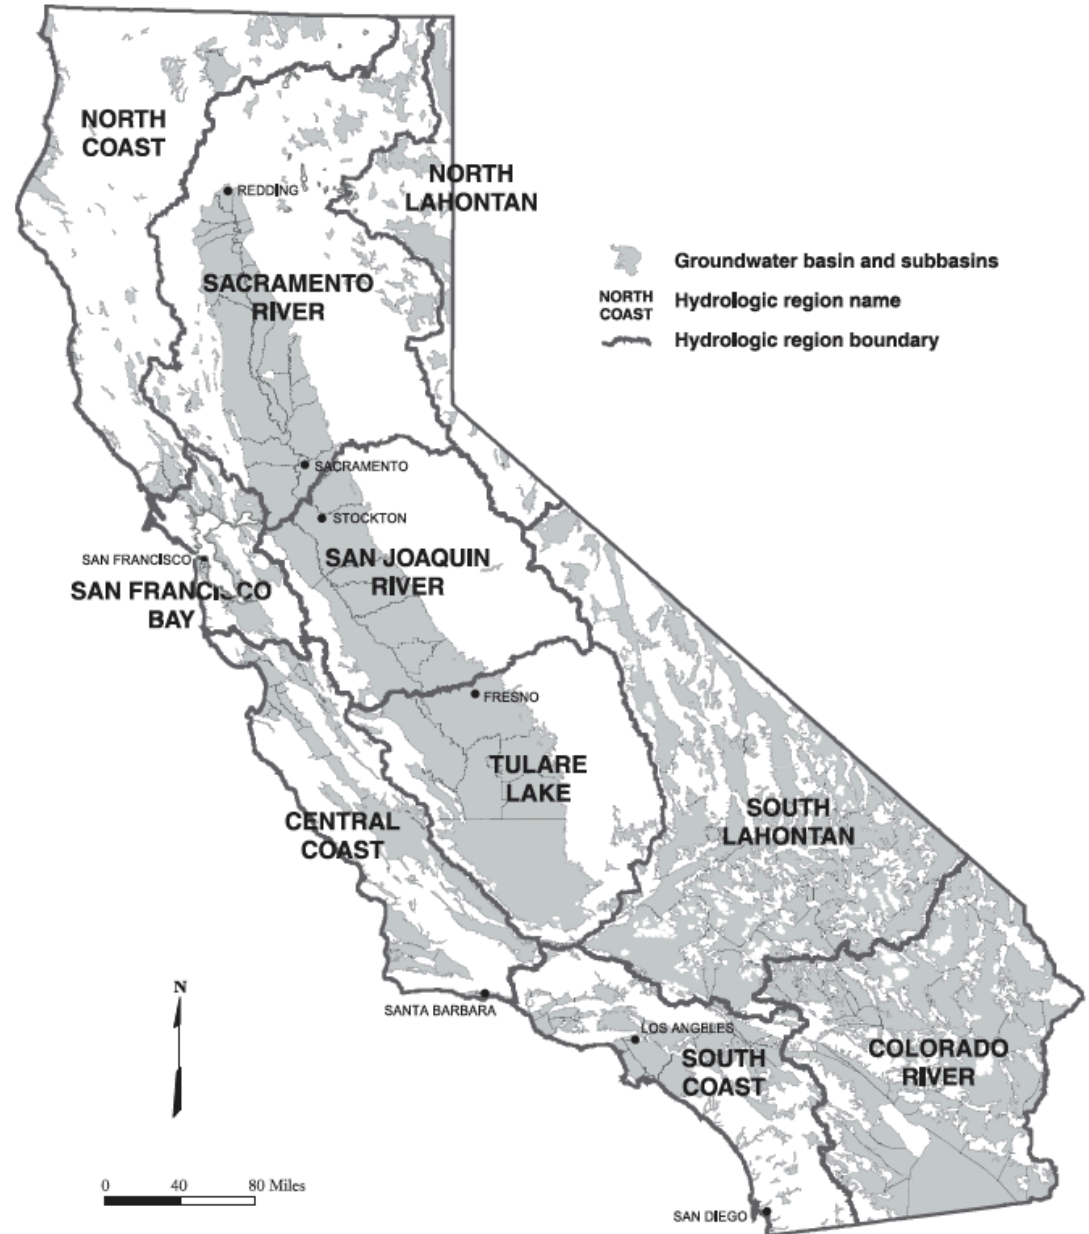 NORTH
COAST
NORTH
LAHONTAN
REDDING
SACRAMENTO
RIVER
Groundwater basin and subbasins
NORTH
COAST
Hydrologic region name
Hydrologic region boundary
SACRAMENTO
STOCKTON
SAN FRANCISCO
SAN JOAQUIN
RIVER
SAN FRANCISCO
BAY
FRESNO
TULARE
LAKE
SOUTH
LAHONTAN
CENTRAL
COAST
N
SANTA BARBARA
LOS ANGELES
SOUTH
COAST
COLORADO
RIVER
0 40 80 Miles
SAN DIEGO